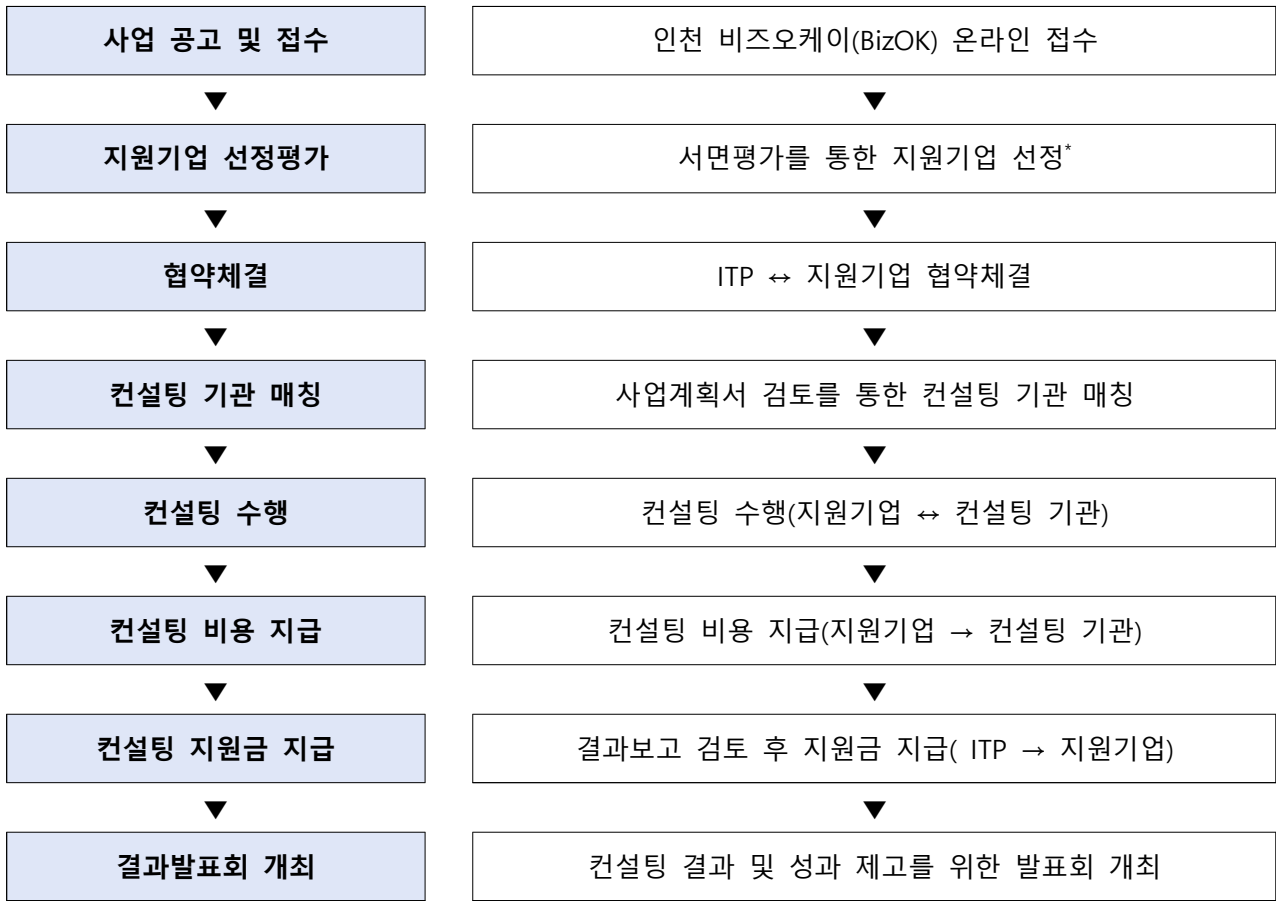 사업 공고 및 접수
인천 비즈오케이(BizOK) 온라인 접수
▼
▼
지원기업 선정평가
서면평가를 통한 지원기업 선정*
▼
▼
협약체결
ITP ↔ 지원기업 협약체결
▼
▼
컨설팅 기관 매칭
사업계획서 검토를 통한 컨설팅 기관 매칭
▼
▼
컨설팅 수행
컨설팅 수행(지원기업 ↔ 컨설팅 기관)
▼
▼
컨설팅 비용 지급
컨설팅 비용 지급(지원기업 → 컨설팅 기관)
▼
▼
컨설팅 지원금 지급
결과보고 검토 후 지원금 지급( ITP → 지원기업)
▼
▼
결과발표회 개최
컨설팅 결과 및 성과 제고를 위한 발표회 개최